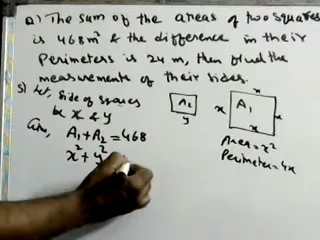 Q) The sum of the areas of two squares
is 468m² & the difference in their
Perimeters is 24 m, then find the
measurements of their sides.
S) Let, side of squares
be x & y
Given, A₁ + A₂ = 468
x² + y²
A₂
y
x
A₁
x
x
Area = x²
Perimeter = 4x